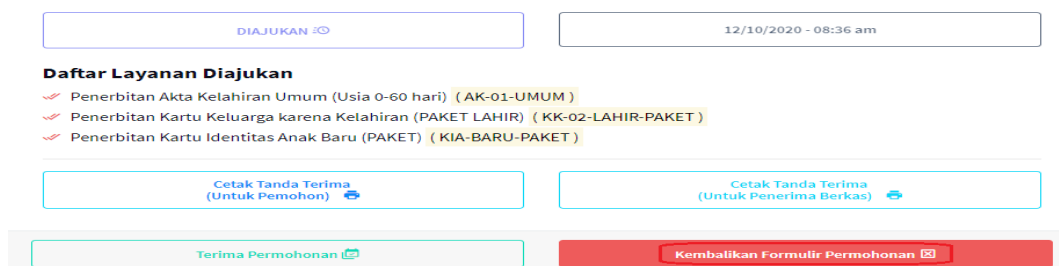 DIAJUKAN
12/10/2020 - 08:36 am
Daftar Layanan Diajukan
Penerbitan Akta Kelahiran Umum (Usia 0-60 hari) ( AK-01-UMUM )
Penerbitan Kartu Keluarga karena Kelahiran (PAKET LAHIR) ( KK-02-LAHIR-PAKET )
Penerbitan Kartu Identitas Anak Baru (PAKET) ( KIA-BARU-PAKET )
Cetak Tanda Terima
(Untuk Pemohon)
Cetak Tanda Terima
(Untuk Penerima Berkas)
Terima Permohonan
Kembalikan Formulir Permohonan